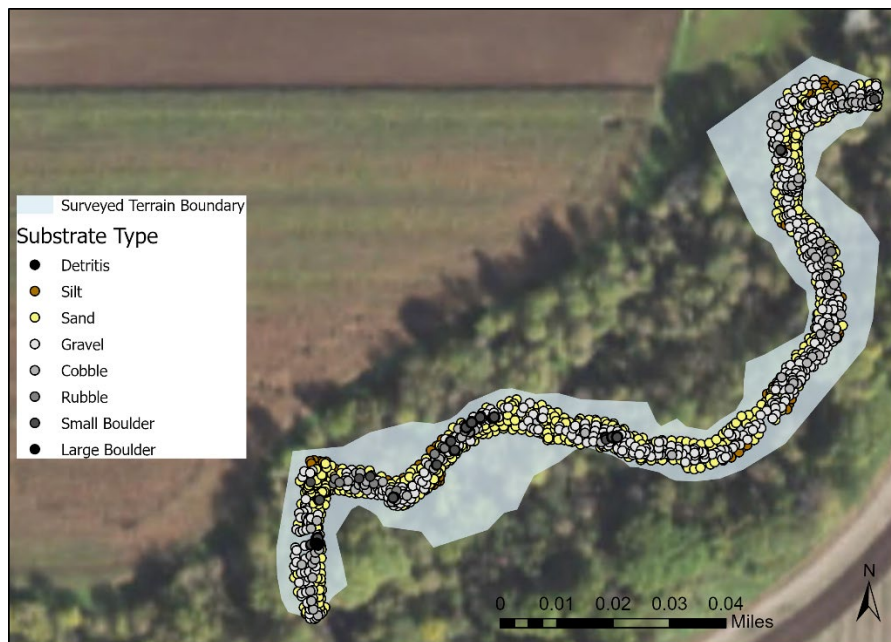 Surveyed Terrain Boundary
Substrate Type
Detritis
Silt
Sand
Gravel
Cobble
Rubble
Small Boulder
Large Boulder
N
0 0.01 0.02 0.03 0.04
Miles